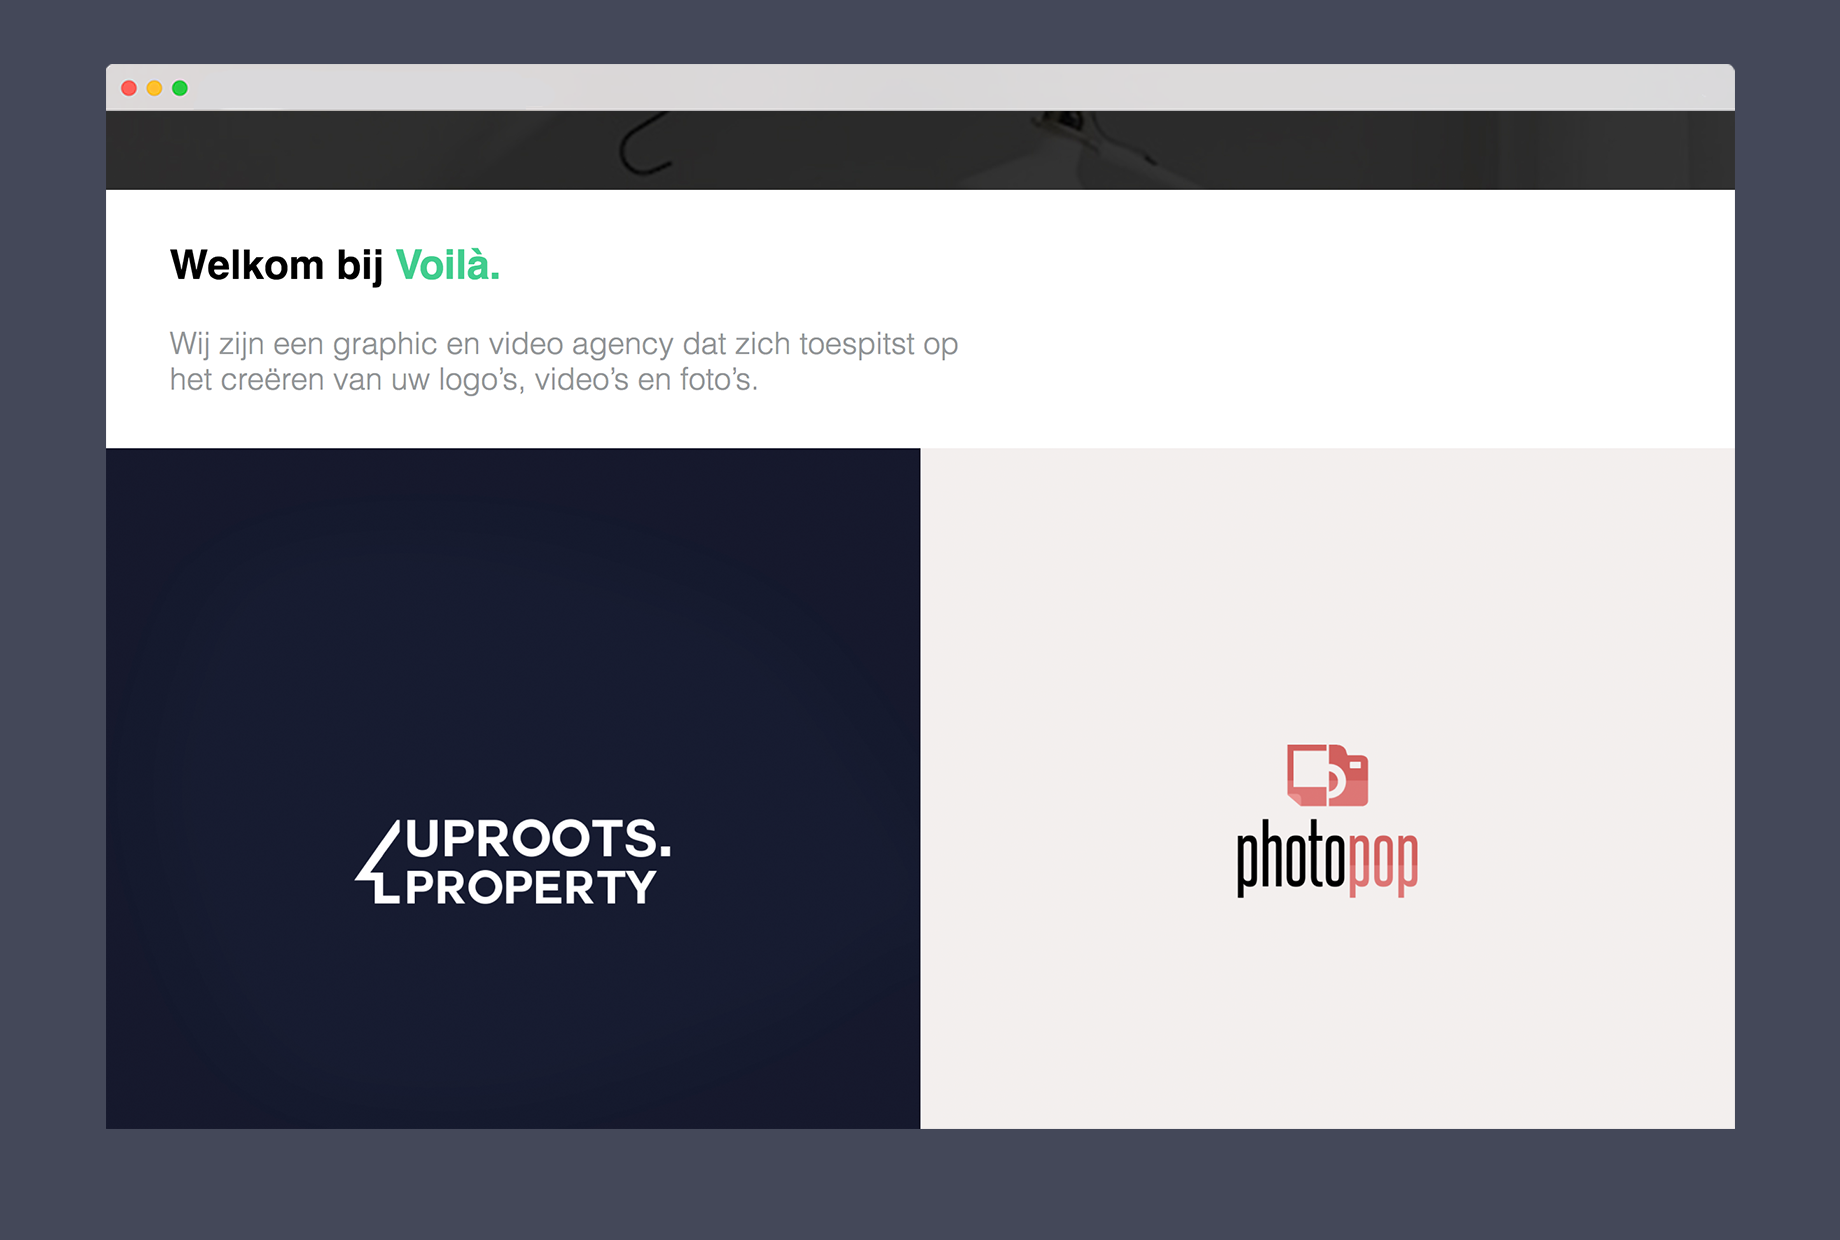 Welkom bij Voilà.
Wij zijn een graphic en video agency dat zich toespitst op
het creëren van uw logo’s, video’s en foto’s.
UPROOTS.
PROPERTY
photopop